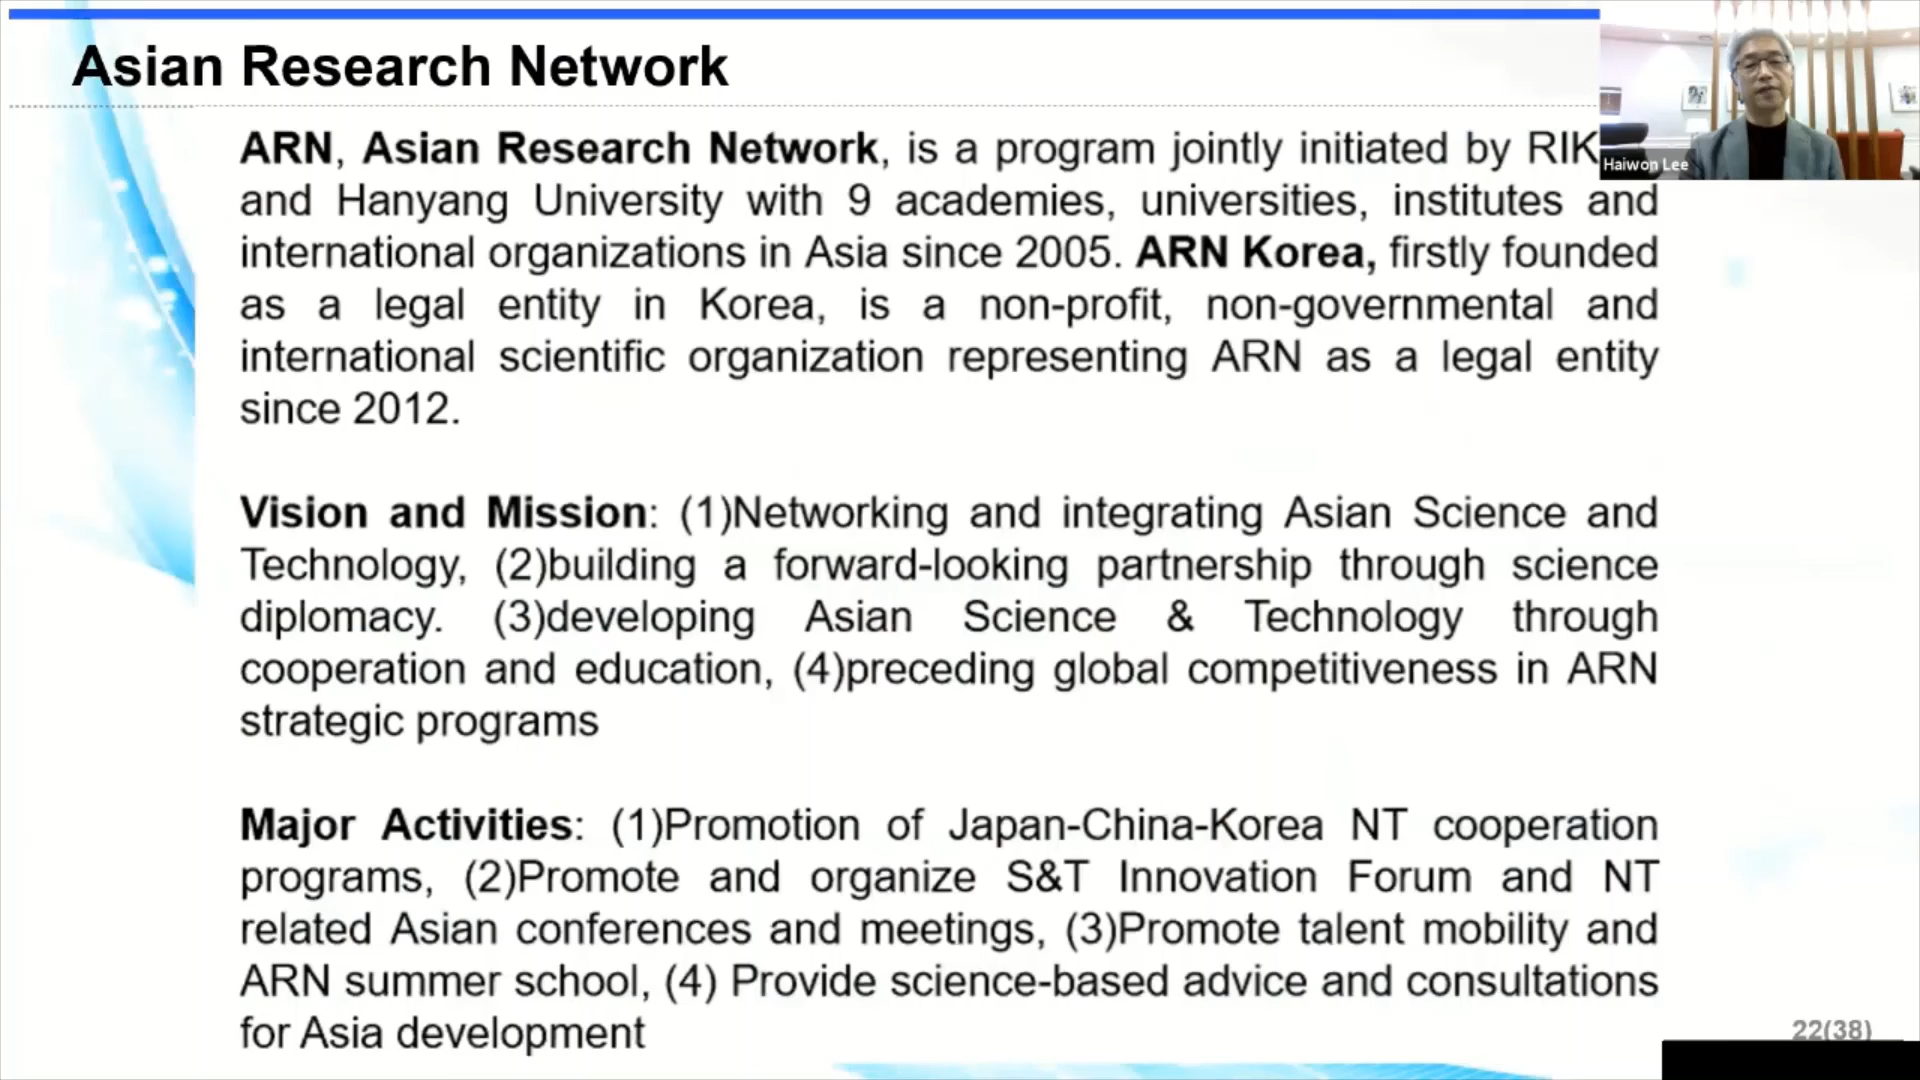 Asian Research Network
Haiwon Lee
ARN, Asian Research Network, is a program jointly initiated by RIK
and Hanyang University with 9 academies, universities, institutes and
international organizations in Asia since 2005. ARN Korea, firstly founded
as a legal entity in Korea, is a non-profit, non-governmental and
international scientific organization representing ARN as a legal entity
since 2012.
Vision and Mission: (1)Networking and integrating Asian Science and
Technology, (2)building a forward-looking partnership through science
diplomacy. (3)developing Asian Science & Technology through
cooperation and education, (4)preceding global competitiveness in ARN
strategic programs
Major Activities: (1)Promotion of Japan-China-Korea NT cooperation
programs, (2)Promote and organize S&T Innovation Forum and NT
related Asian conferences and meetings, (3)Promote talent mobility and
ARN summer school, (4) Provide science-based advice and consultations
for Asia development
22(38)